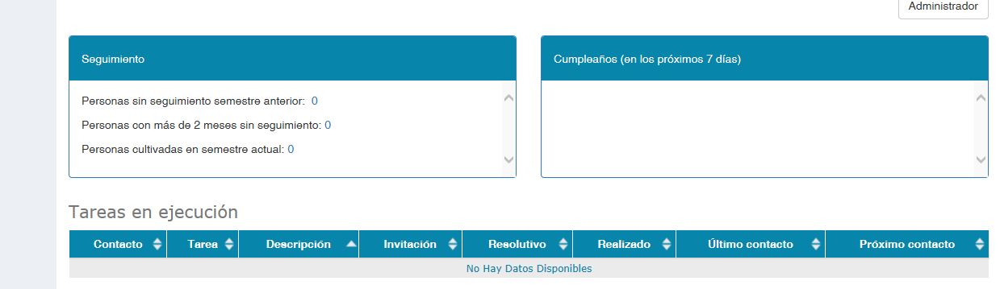 Administrador
Seguimiento
Cumpleaños (en los próximos 7 días)
Personas sin seguimiento semestre anterior: 0
Personas con más de 2 meses sin seguimiento: 0
Personas cultivadas en semestre actual: 0
Tareas en ejecución
Contacto Tarea Descripción Invitación Resolutivo Realizado Último contacto Próximo contacto
No Hay Datos Disponibles